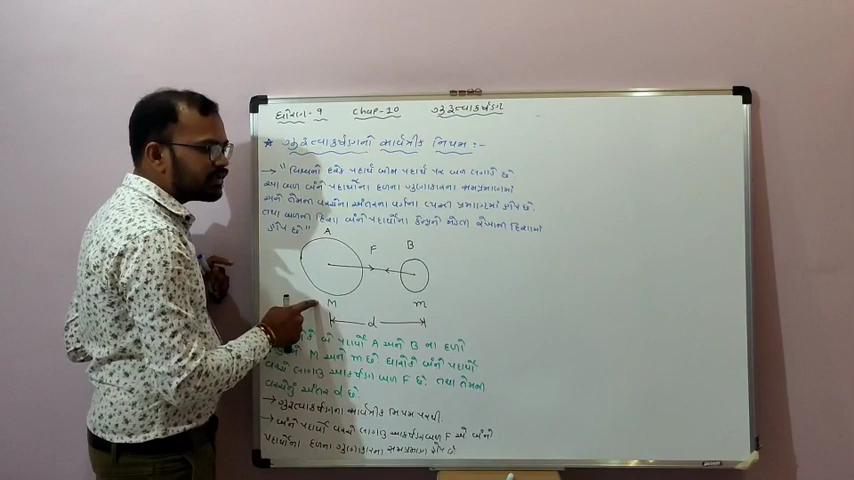 ધોરણ - 9 Chap-10 ગુરુત્વાકર્ષણ
* ગુરુત્વાકર્ષણનો સાર્વત્રીક નિયમ :-
→ " વિશ્વનો દરેક પદાર્થ બીજા પદાર્થ પર બળ લગાડે છે
આ બળ બંને પદાર્થોના દળના ગુણાકારના સમપ્રમાણમાં
અને તેમની વચ્ચેના અંતરના વર્ગના વ્યસ્ત પ્રમાણમાં હોય છે.
તથા બળની દિશા બંને પદાર્થોના કેન્દ્રને જોડતી રેખાની દિશામાં
હોય છે."
A
F B
M m
d
બે પદાર્થો A અને B ના દળો
M અને m છે ધારોકે બંને પદાર્થો
વચ્ચે લાગતુ આકર્ષણ બળ F છે. તથા તેમની
વચ્ચેનું અંતર d છે.
→ ગુરુત્વાકર્ષણના સાર્વત્રીક નિયમ પરથી.
→ બંને પદાર્થો વચ્ચે લાગતુ આકર્ષણ બળ F એ બંને
પદાર્થોના દળના ગુણાકારના સમપ્રમાણ હોય છે